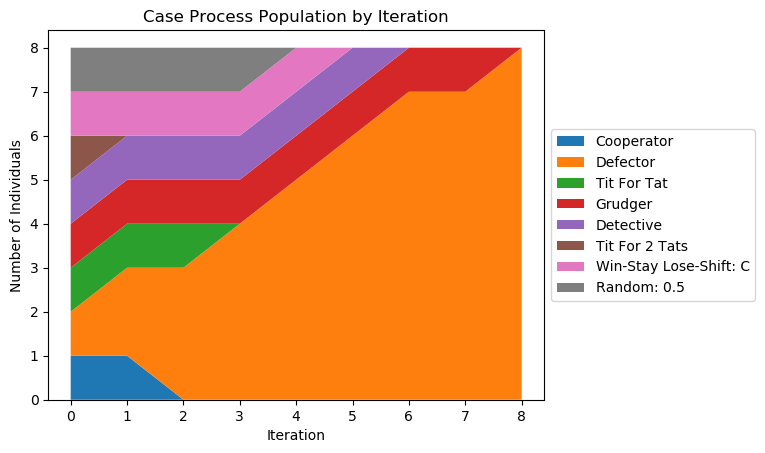 Case Process Population by Iteration
Number of Individuals
8
7
6
5
4
3
2
1
0
0 1 2 3 4 5 6 7 8
Iteration
Cooperator
Defector
Tit For Tat
Grudger
Detective
Tit For 2 Tats
Win-Stay Lose-Shift: C
Random: 0.5